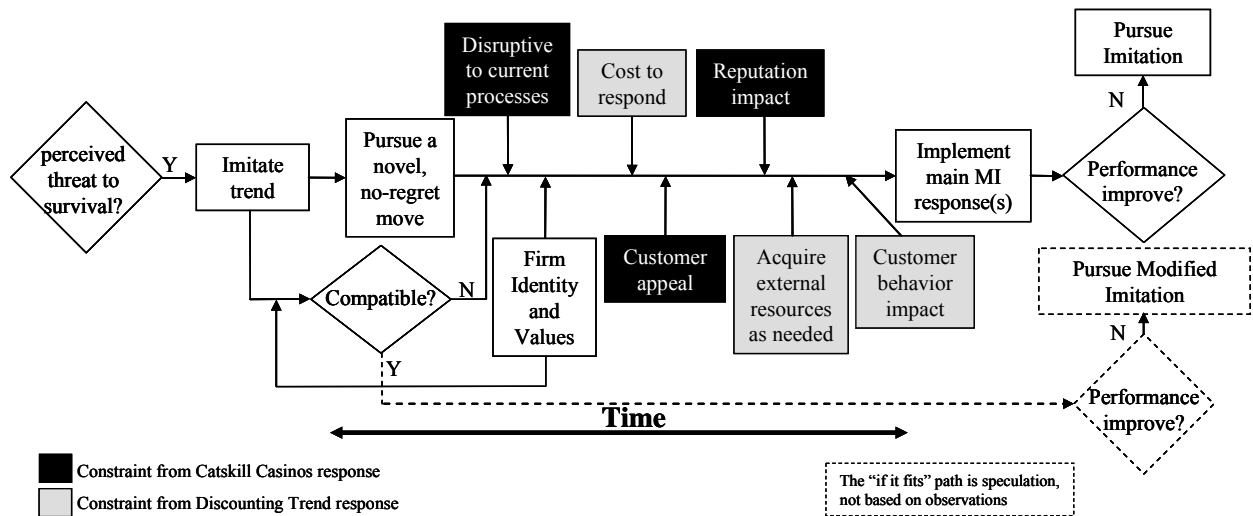 perceived
threat to
survival?
Y
Imitate
trend
Pursue a
novel,
no-regret
move
Disruptive
to current
processes
Cost to
respond
Reputation
impact
Implement
main MI
response(s)
Performance
improve?
N
Pursue
Imitation
Compatible?
N
Y
Firm
Identity
and
Values
Customer
appeal
Acquire
external
resources
as needed
Customer
behavior
impact
Pursue Modified
Imitation
N
Performance
improve?
Time
Constraint from Catskill Casinos response
Constraint from Discounting Trend response
The “if it fits” path is speculation,
not based on observations